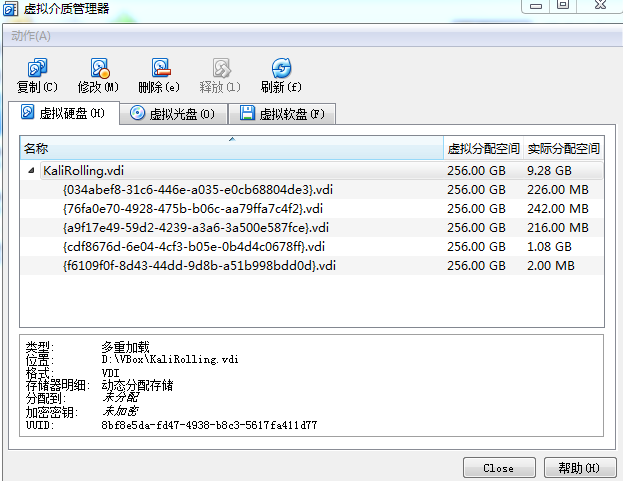 虚拟介质管理器
动作(A)
复制(C) 修改(M) 删除(e) 释放(l) 刷新(f)
虚拟硬盘(H) 虚拟光盘(O) 虚拟软盘(F)
名称 虚拟分配空间 实际分配空间
KaliRolling.vdi 256.00 GB 9.28 GB
{034abef8-31c6-446e-a035-e0cb68804de3}.vdi 256.00 GB 226.00 MB
{76fa0e70-4928-475b-b06c-aa79ffa7c4f2}.vdi 256.00 GB 242.00 MB
{a9f17e49-59d2-4239-a3a6-3a500e587fce}.vdi 256.00 GB 216.00 MB
{cdf8676d-6e04-4cf3-b05e-0b4d4c0678ff}.vdi 256.00 GB 1.08 GB
{f6109f0f-8d43-44dd-9d8b-a51b998bdd0d}.vdi 256.00 GB 2.00 MB
类型: 多重加载
位置: D:\VBox\KaliRolling.vdi
格式: VDI
存储器明细: 动态分配存储
分配到: 未分配
加密密钥: 未加密
UUID: 8bf8e5da-fd47-4938-b8c3-5617fa411d77
Close 帮助(H)